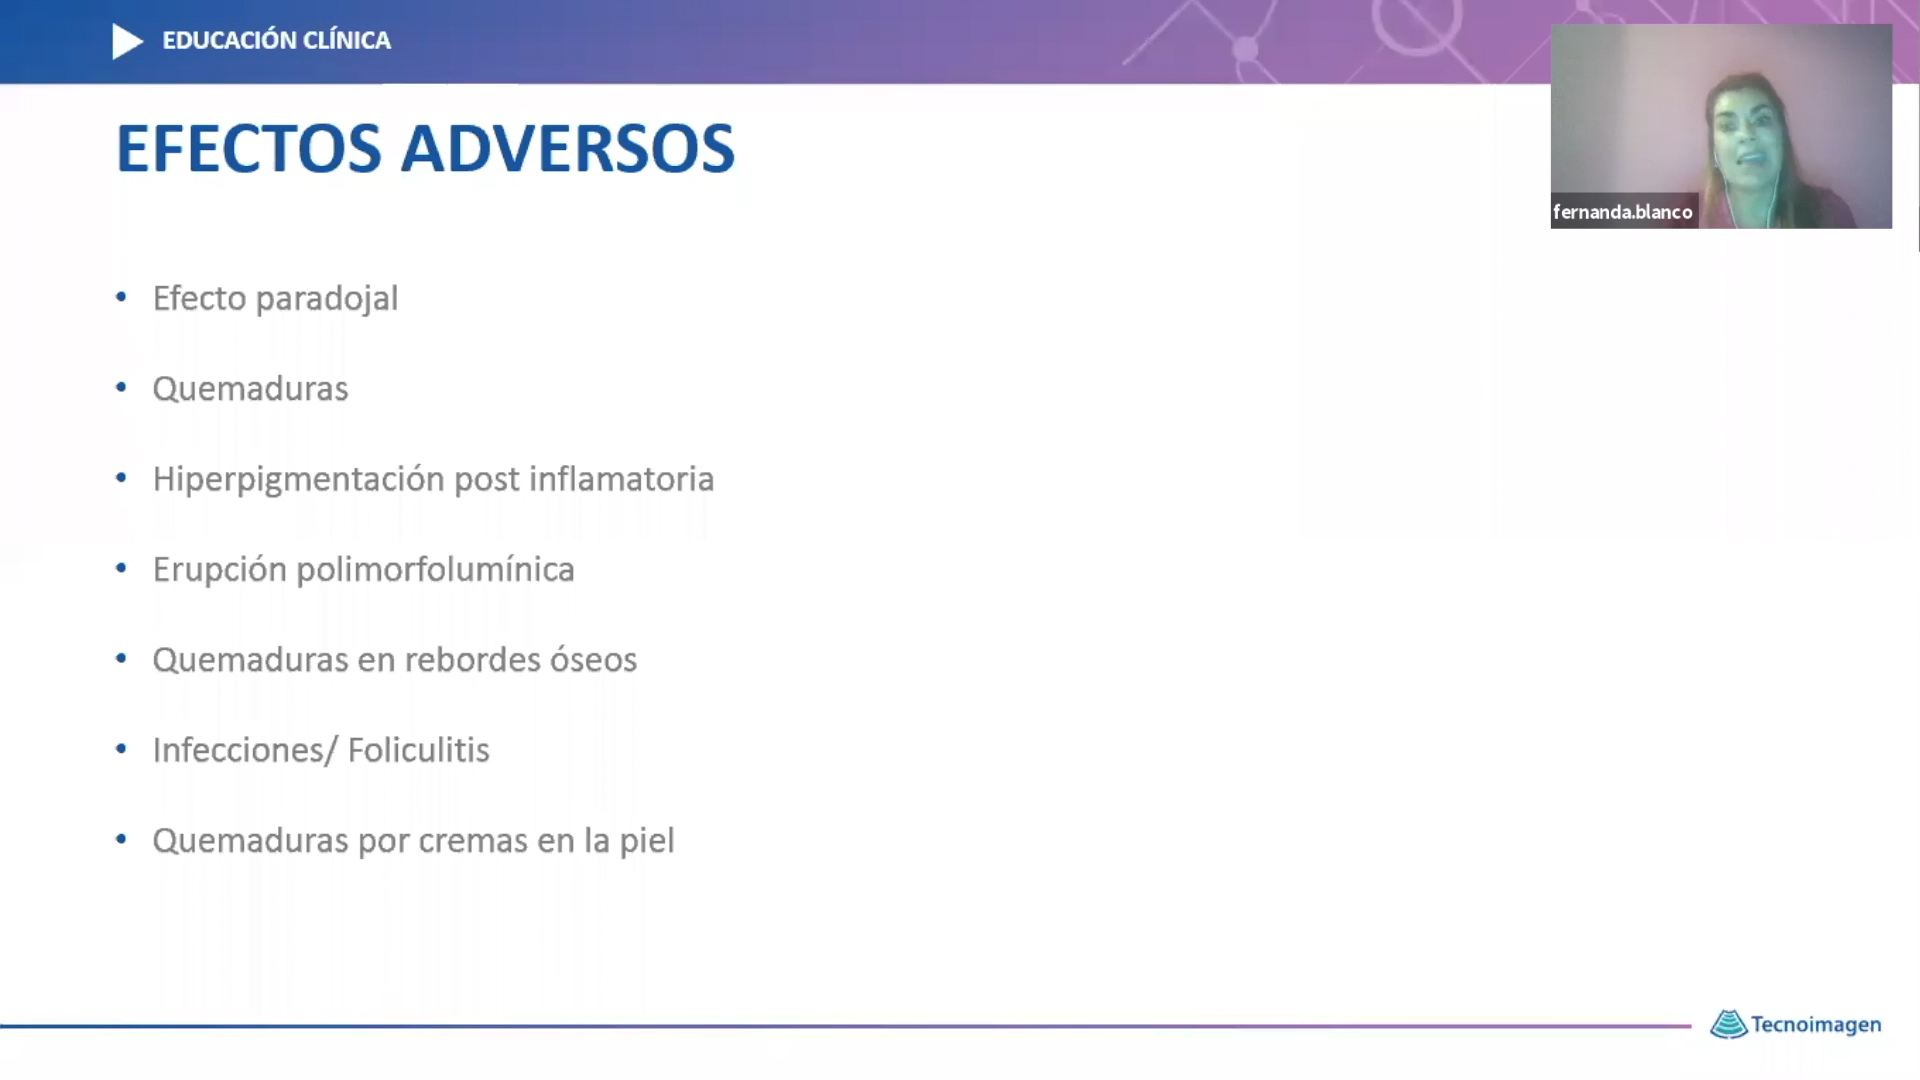 EDUCACIÓN CLÍNICA
fernanda.blanco
EFECTOS ADVERSOS
• Efecto paradojal
• Quemaduras
• Hiperpigmentación post inflamatoria
• Erupción polimorfolumínica
• Quemaduras en rebordes óseos
• Infecciones/ Foliculitis
• Quemaduras por cremas en la piel
Tecnoimagen